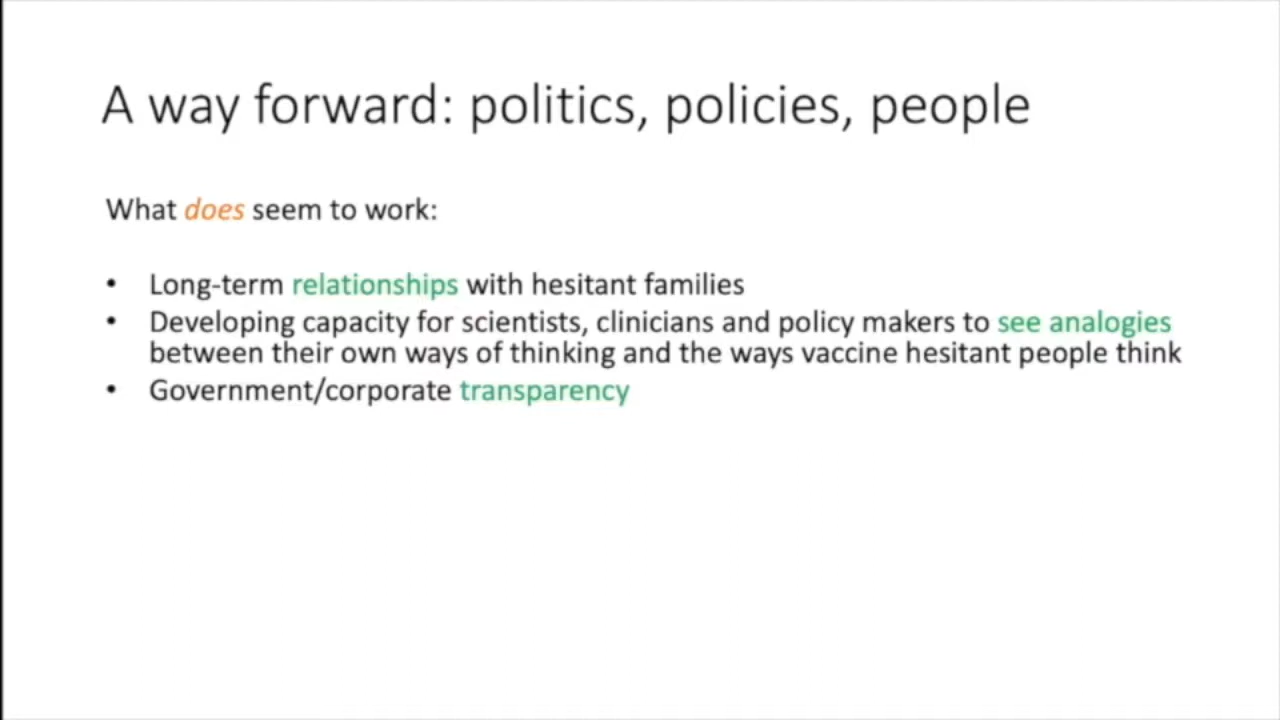 A way forward: politics, policies, people
What does seem to work:
• Long-term relationships with hesitant families
• Developing capacity for scientists, clinicians and policy makers to see analogies
between their own ways of thinking and the ways vaccine hesitant people think
• Government/corporate transparency